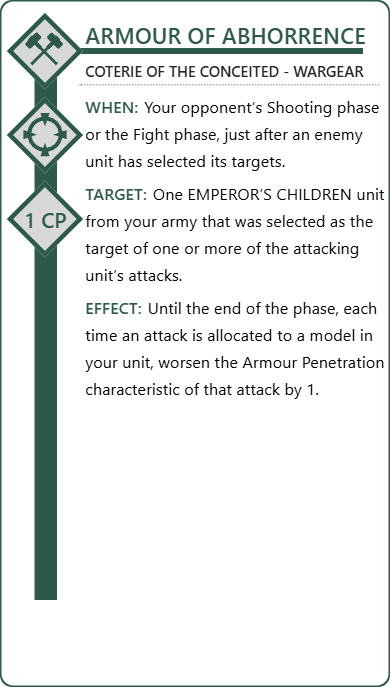 ARMOUR OF ABHORRENCE
COTERIE OF THE CONCEITED - WARGEAR
WHEN: Your opponent’s Shooting phase
or the Fight phase, just after an enemy
unit has selected its targets.
1 CP
TARGET: One EMPEROR’S CHILDREN unit
from your army that was selected as the
target of one or more of the attacking
unit’s attacks.
EFFECT: Until the end of the phase, each
time an attack is allocated to a model in
your unit, worsen the Armour Penetration
characteristic of that attack by 1.